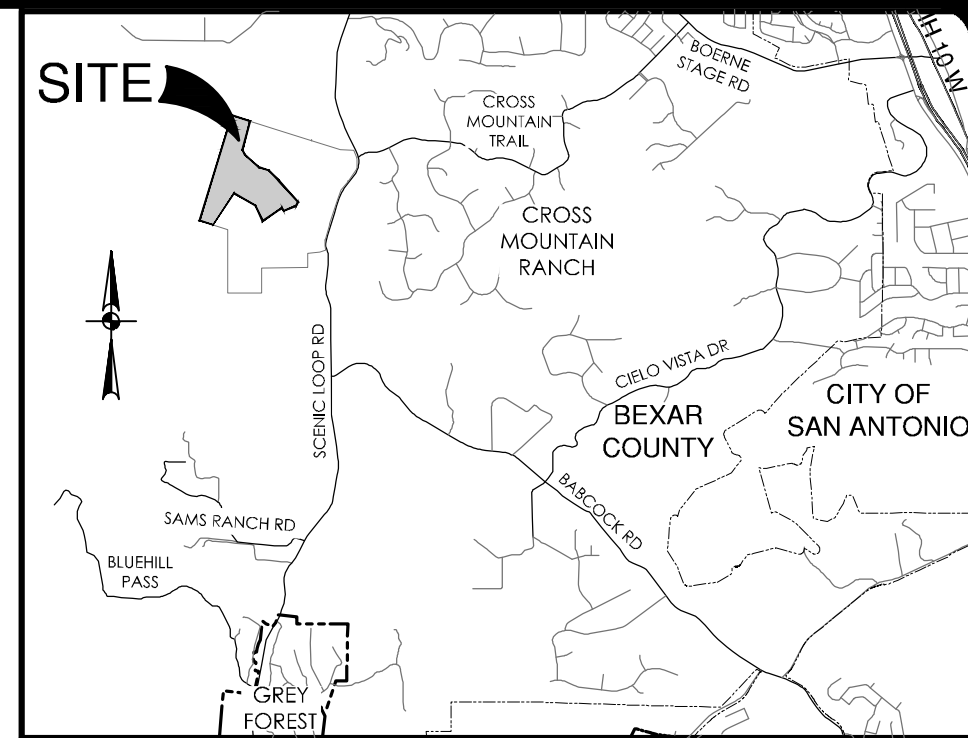 SITE
BOERNE
STAGE RD
IH 10 W
CROSS
MOUNTAIN
TRAIL
CROSS
MOUNTAIN
RANCH
SCENIC LOOP RD
CIELO VISTA DR
BEXAR
COUNTY
CITY OF
SAN ANTONIO
BABCOCK RD
SAMS RANCH RD
BLUEHILL
PASS
GREY
FOREST